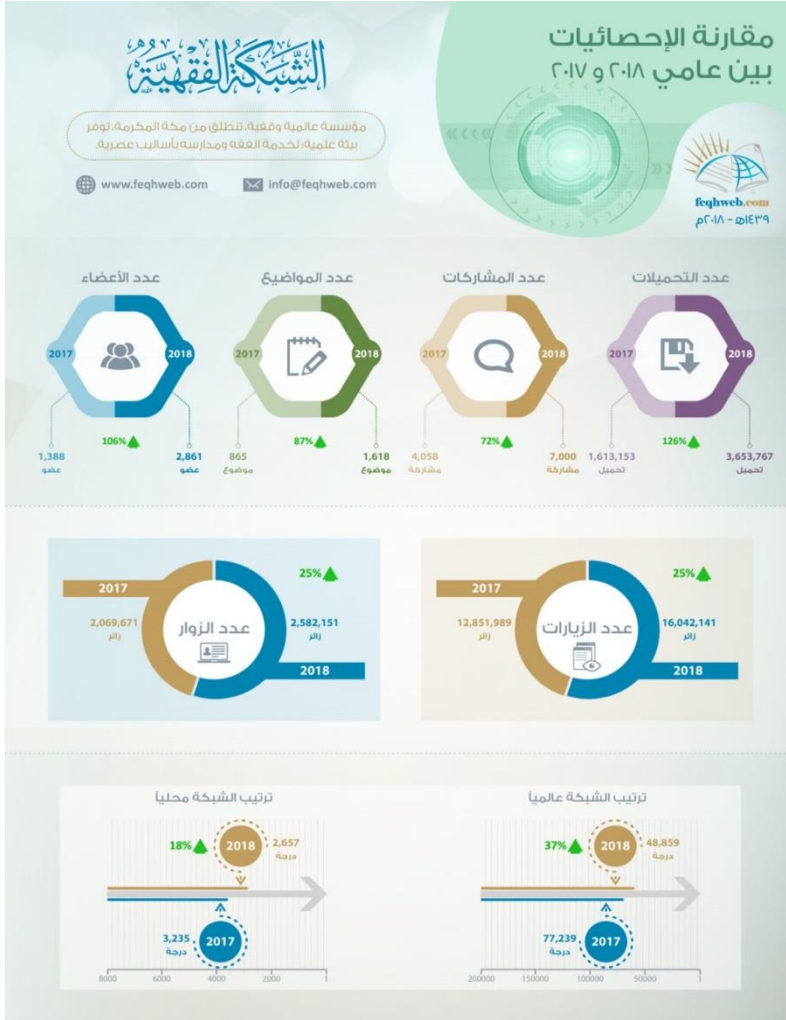 مقارنة الإحصائيات
بين عامي ٢٠١٨ و ٢٠١٧
feqhweb.com
١٤٣٩هـ - ٢٠١٨م
الشَّبَكَةُ الفِقْهِيَّةُ
مؤسسة عالمية وقفية، تنطلق من مكة المكرمة، توفر
بيئة علمية؛ لخدمة الفقه ومدارسه بأساليب عصرية.
www.feqhweb.com
info@feqhweb.com
عدد التحميلات
2017
2018
126%
3,653,767
تحميل
1,613,153
تحميل
عدد المشاركات
2017
2018
72%
7,000
مشاركة
4,058
مشاركة
عدد المواضيع
2017
2018
87%
1,618
موضوع
865
موضوع
عدد الأعضاء
2017
2018
106%
2,861
عضو
1,388
عضو
25%
2017
عدد الزيارات
16,042,141
زائر
12,851,989
زائر
2018
25%
2017
عدد الزوار
2,582,151
زائر
2,069,671
زائر
2018
ترتيب الشبكة عالمياً
37%
2018
48,859
درجة
77,239
درجة
2017
200000 150000 100000 50000 1
ترتيب الشبكة محلياً
18%
2018
2,657
درجة
3,235
درجة
2017
8000 6000 4000 2000 1